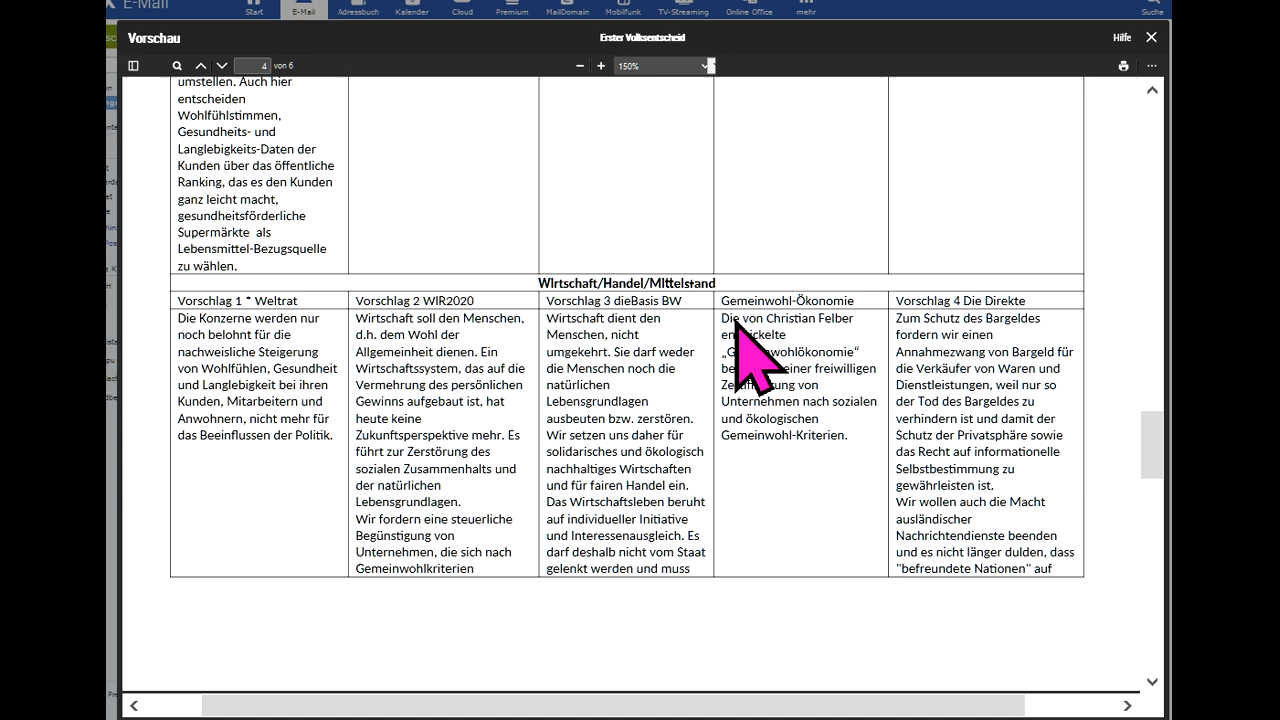 E-Mail
Start
E-Mail
Adressbuch
Kalender
Cloud
Premium
MailDomain
Mobilfunk
TV-Streaming
Online Office
mehr
Suche
Vorschau
Erster Volksentscheid
Hilfe
4 von 6
150%
umstellen. Auch hier
entscheiden
Wohlfühlstimmen,
Gesundheits- und
Langlebigkeits-Daten der
Kunden über das öffentliche
Ranking, das es den Kunden
ganz leicht macht,
gesundheitsförderliche
Supermärkte als
Lebensmittel-Bezugsquelle
zu wählen.
Wirtschaft/Handel/Mittelstand
Vorschlag 1 * Weltrat
Die Konzerne werden nur
noch belohnt für die
nachweisliche Steigerung
von Wohlfühlen, Gesundheit
und Langlebigkeit bei ihren
Kunden, Mitarbeitern und
Anwohnern, nicht mehr für
das Beeinflussen der Politik.
Vorschlag 2 WIR2020
Wirtschaft soll den Menschen,
d.h. dem Wohl der
Allgemeinheit dienen. Ein
Wirtschaftssystem, das auf die
Vermehrung des persönlichen
Gewinns aufgebaut ist, hat
heute keine
Zukunftsperspektive mehr. Es
führt zur Zerstörung des
sozialen Zusammenhalts und
der natürlichen
Lebensgrundlagen.
Wir fordern eine steuerliche
Begünstigung von
Unternehmen, die sich nach
Gemeinwohlkriterien
Vorschlag 3 dieBasis BW
Wirtschaft dient den
Menschen, nicht
umgekehrt. Sie darf weder
die Menschen noch die
natürlichen
Lebensgrundlagen
ausbeuten bzw. zerstören.
Wir setzen uns daher für
solidarisches und ökologisch
nachhaltiges Wirtschaften
und für fairen Handel ein.
Das Wirtschaftsleben beruht
auf individueller Initiative
und Interessenausgleich. Es
darf deshalb nicht vom Staat
gelenkt werden und muss
Gemeinwohl-Ökonomie
Die von Christian Felber
entwickelte
„Gemeinwohlökonomie“
einer freiwilligen
von
Unternehmen nach sozialen
und ökologischen
Gemeinwohl-Kriterien.
Vorschlag 4 Die Direkte
Zum Schutz des Bargeldes
fordern wir einen
Annahmezwang von Bargeld für
die Verkäufer von Waren und
Dienstleistungen, weil nur so
der Tod des Bargeldes zu
verhindern ist und damit der
Schutz der Privatsphäre sowie
das Recht auf informationelle
Selbstbestimmung zu
gewährleisten ist.
Wir wollen auch die Macht
ausländischer
Nachrichtendienste beenden
und es nicht länger dulden, dass
"befreundete Nationen" auf